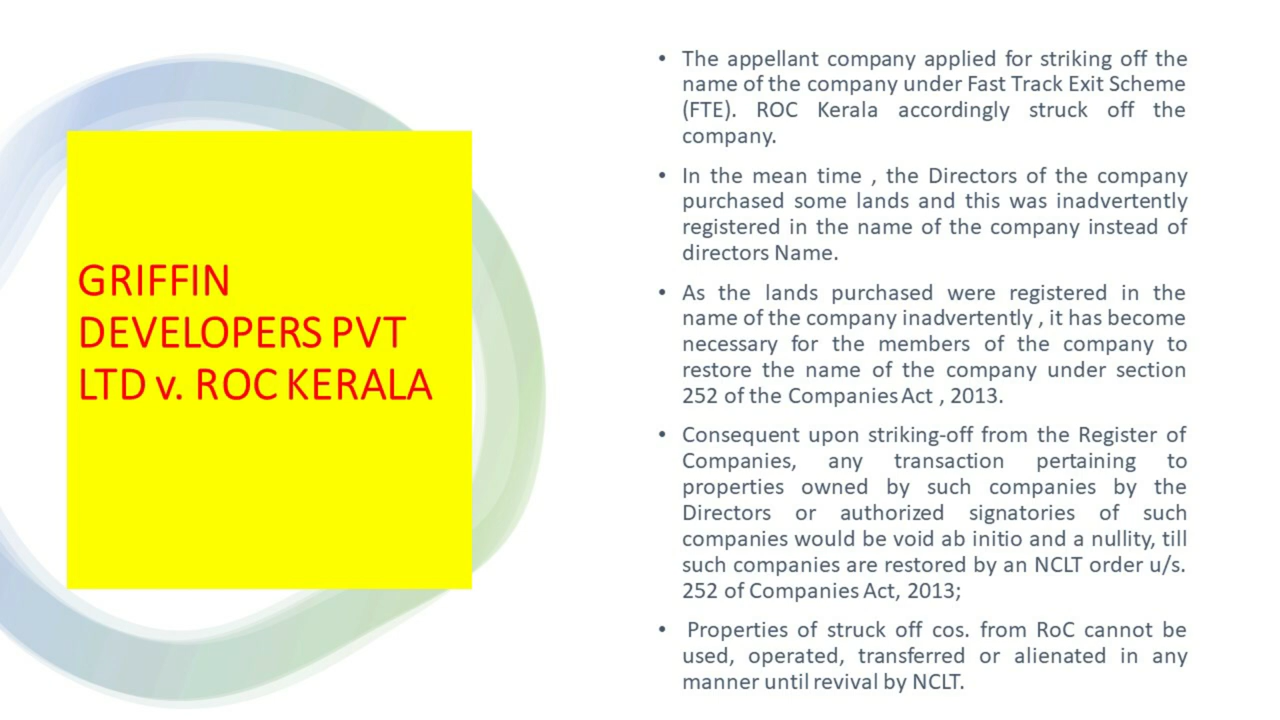 GRIFFIN
DEVELOPERS PVT
LTD v. ROC KERALA
• The appellant company applied for striking off the
name of the company under Fast Track Exit Scheme
(FTE). ROC Kerala accordingly struck off the
company.
• In the mean time , the Directors of the company
purchased some lands and this was inadvertently
registered in the name of the company instead of
directors Name.
• As the lands purchased were registered in the
name of the company inadvertently , it has become
necessary for the members of the company to
restore the name of the company under section
252 of the Companies Act , 2013.
• Consequent upon striking-off from the Register of
Companies, any transaction pertaining to
properties owned by such companies by the
Directors or authorized signatories of such
companies would be void ab initio and a nullity, till
such companies are restored by an NCLT order u/s.
252 of Companies Act, 2013;
• Properties of struck off cos. from RoC cannot be
used, operated, transferred or alienated in any
manner until revival by NCLT.